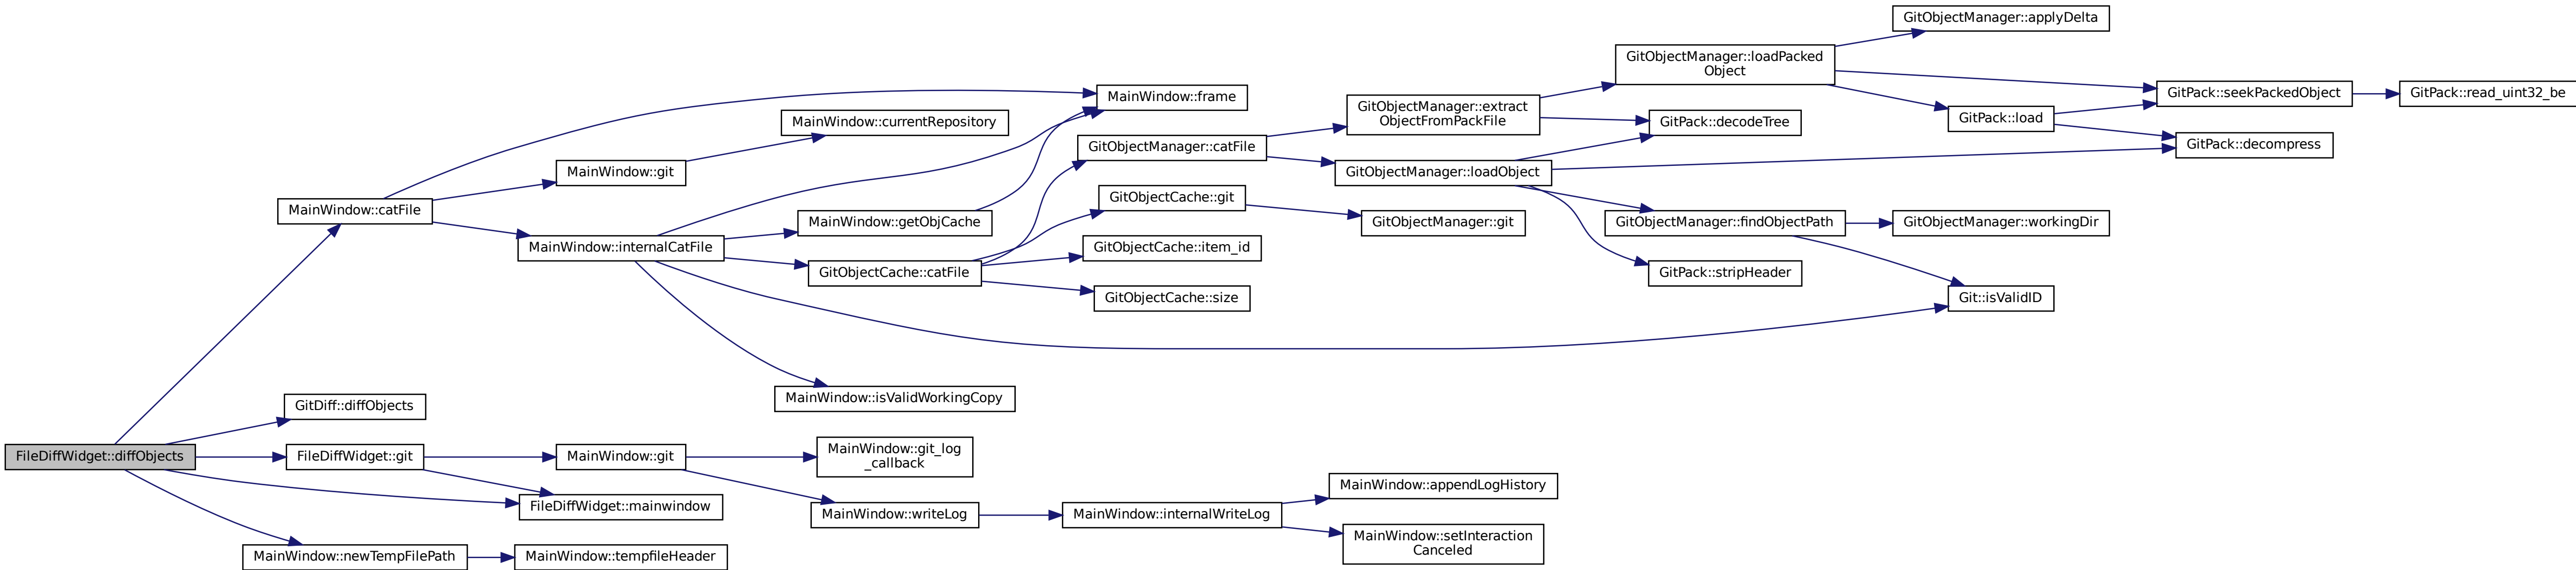 GitObjectManager::applyDelta
GitObjectManager::loadPacked
Object
GitPack::seekPackedObject
GitPack::read_uint32_be
MainWindow::frame
GitObjectManager::extract
ObjectFromPackFile
GitPack::load
MainWindow::currentRepository
GitPack::decodeTree
GitObjectManager::catFile
GitPack::decompress
MainWindow::git
GitObjectManager::loadObject
GitObjectCache::git
MainWindow::catFile
MainWindow::getObjCache
GitObjectManager::git
GitObjectManager::findObjectPath
GitObjectManager::workingDir
MainWindow::internalCatFile
GitObjectCache::item_id
GitObjectCache::catFile
GitPack::stripHeader
GitObjectCache::size
Git::isValidID
MainWindow::isValidWorkingCopy
GitDiff::diffObjects
FileDiffWidget::diffObjects
FileDiffWidget::git
MainWindow::git
MainWindow::git_log
_callback
MainWindow::appendLogHistory
FileDiffWidget::mainwindow
MainWindow::writeLog
MainWindow::internalWriteLog
MainWindow::setInteraction
Canceled
MainWindow::newTempFilePath
MainWindow::tempfileHeader